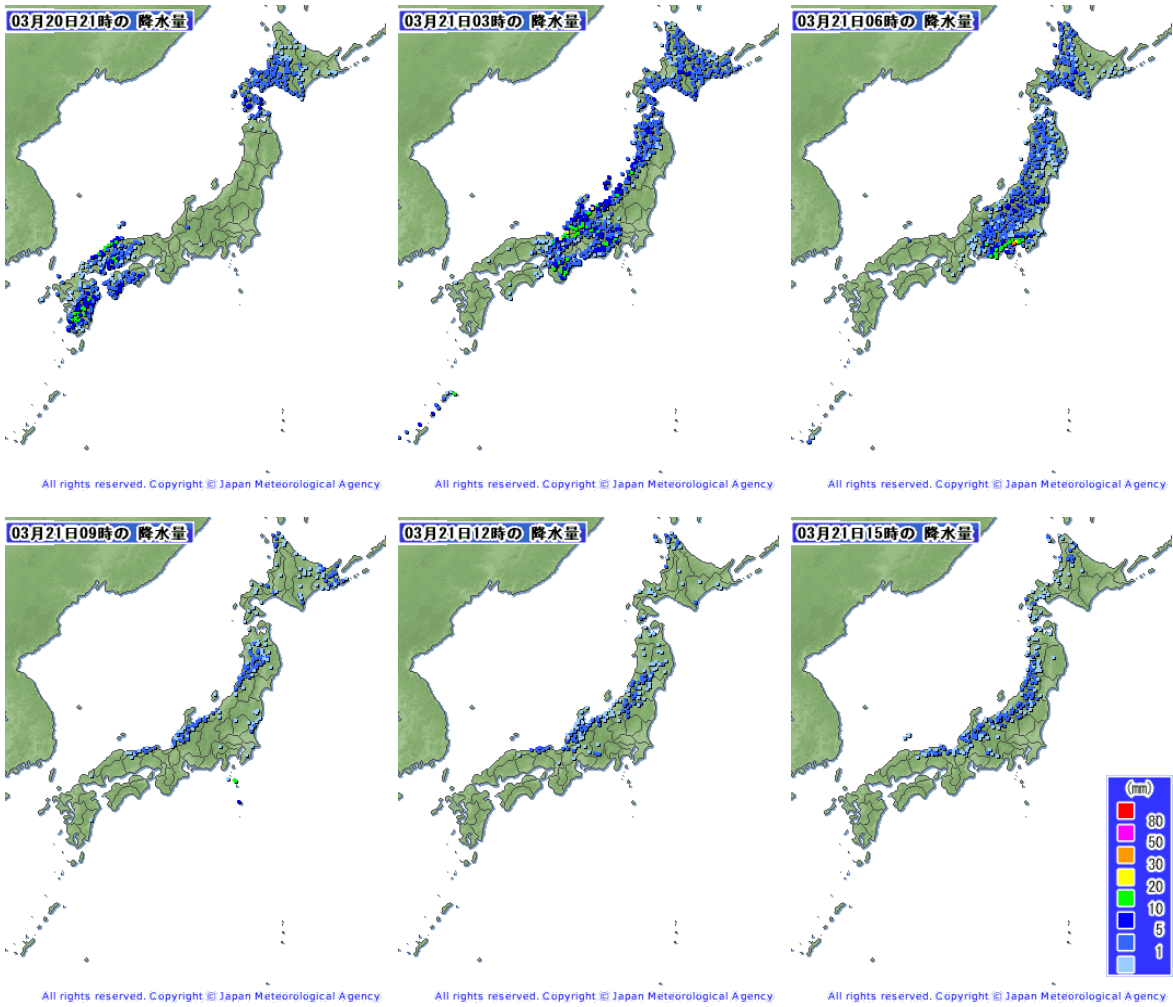 03月20日21時の 降水量
03月21日03時の 降水量
03月21日06時の 降水量
All rights reserved. Copyright © Japan Meteorological Agency
All rights reserved. Copyright © Japan Meteorological Agency
All rights reserved. Copyright © Japan Meteorological Agency
03月21日09時の 降水量
03月21日12時の 降水量
03月21日15時の 降水量
(mm)
80
50
30
20
10
5
1
All rights reserved. Copyright © Japan Meteorological Agency
All rights reserved. Copyright © Japan Meteorological Agency
All rights reserved. Copyright © Japan Meteorological Agency